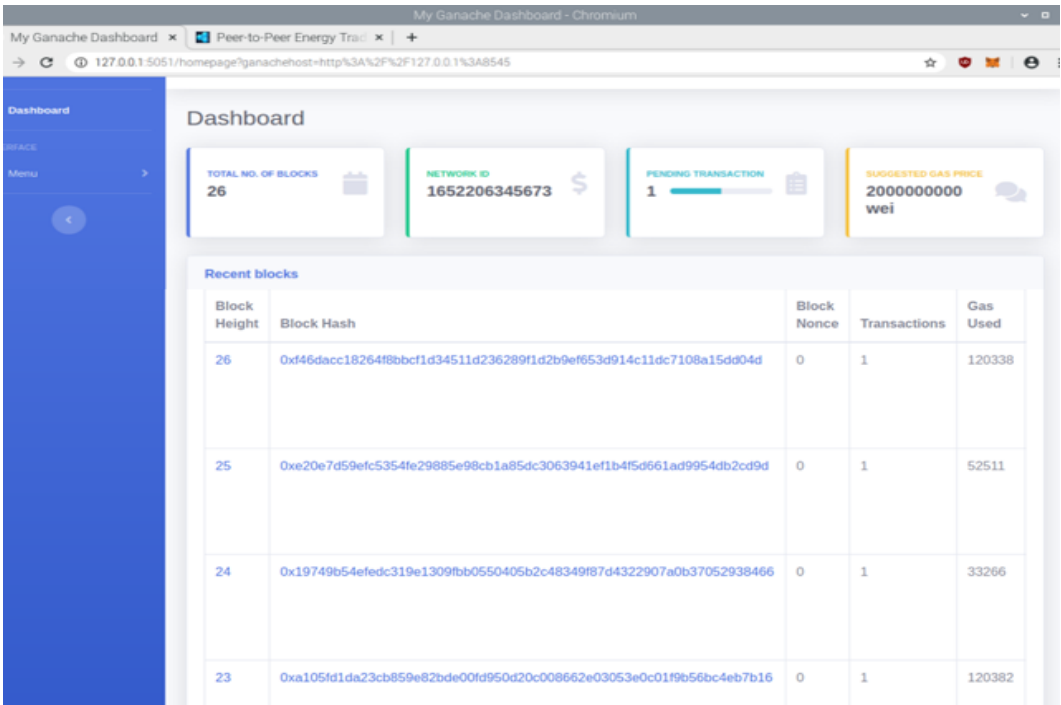 My Ganache Dashboard - Chromium
My Ganache Dashboard × Peer-to-Peer Energy Trad × +
127.0.0.1:5051/homepage?ganachehost=http%3A%2F%2F127.0.0.1%3A8545
Dashboard
ERFACE
Menu
Dashboard
TOTAL NO. OF BLOCKS
26
NETWORK ID
1652206345673
PENDING TRANSACTION
1
SUGGESTED GAS PRICE
2000000000
wei
Recent blocks
Block Height Block Hash Block Nonce Transactions Gas Used
26 0xf46dacc18264f8bbcf1d34511d236289f1d2b9ef653d914c11dc7108a15dd04d 0 1 120338
25 0xe20e7d59efc5354fe29885e98cb1a85dc3063941ef1b4f5d661ad9954db2cd9d 0 1 52511
24 0x19749b54efedc319e1309fbb0550405b2c48349f87d4322907a0b37052938466 0 1 33266
23 0xa105fd1da23cb859e82bde00fd950d20c008662e03053e0c01f9b56bc4eb7b16 0 1 120382